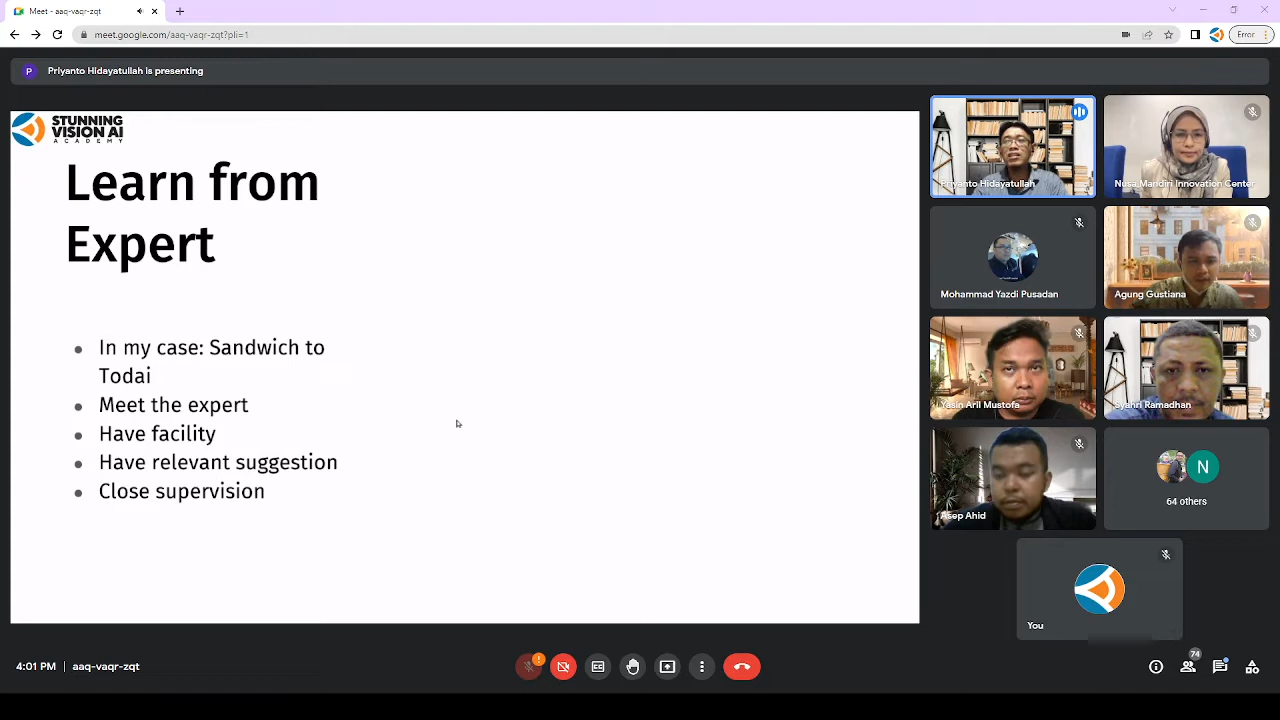 Meet - aaq-vaqr-zqt
meet.google.com/aaq-vaqr-zqt?pli=1
Error
P
Priyanto Hidayatullah is presenting
STUNNING
VISION AI
ACADEMY
Learn from
Expert
In my case: Sandwich to
Todai
Meet the expert
Have facility
Have relevant suggestion
Close supervision
Priyanto Hidayatullah
Nusa Mandiri Innovation Center
Mohammad Yazdi Pusadan
Agung Gustiana
Yasin Aril Mustofa
Syahri Ramadhan
Asep Ahid
N
64 others
You
4:01 PM | aaq-vaqr-zqt
74